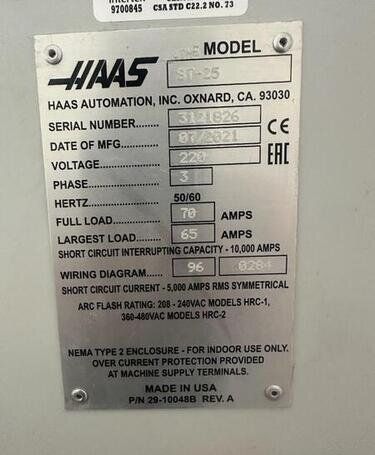 9700845 CSA STD C22.2 NO. 73
HAAS MODEL
ST-25
HAAS AUTOMATION, INC. OXNARD, CA. 93030
SERIAL NUMBER 3121826
DATE OF MFG. 07/2021
VOLTAGE 220
PHASE 3
HERTZ 50/60
FULL LOAD 70 AMPS
LARGEST LOAD 65 AMPS
SHORT CIRCUIT INTERRUPTING CAPACITY - 10,000 AMPS
WIRING DIAGRAM 96 0284
SHORT CIRCUIT CURRENT - 5,000 AMPS RMS SYMMETRICAL
ARC FLASH RATING: 208 - 240VAC MODELS HRC-1,
360-480VAC MODELS HRC-2
NEMA TYPE 2 ENCLOSURE - FOR INDOOR USE ONLY.
OVER CURRENT PROTECTION PROVIDED
AT MACHINE SUPPLY TERMINALS.
MADE IN USA
P/N 29-10048B REV. A
CE
EAC